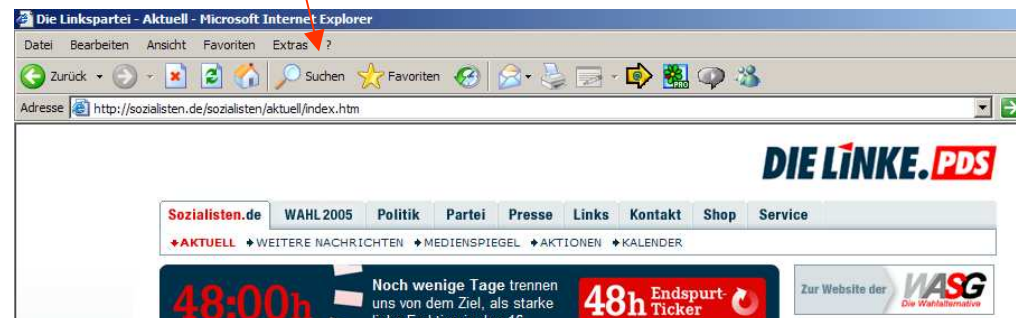 Die Linkspartei - Aktuell - Microsoft Internet Explorer
Datei Bearbeiten Ansicht Favoriten Extras ?
Zurück Suchen Favoriten PRO
Adresse http://sozialisten.de/sozialisten/aktuell/index.htm
DIE LINKE. PDS
Sozialisten.de WAHL 2005 Politik Partei Presse Links Kontakt Shop Service
AKTUELL WEITERE NACHRICHTEN MEDIENSPIEGEL AKTIONEN KALENDER
48:00h
Noch wenige Tage trennen
uns von dem Ziel, als starke
48h Endspurt-
Ticker
Zur Website der WASG
Die Wahlalternative